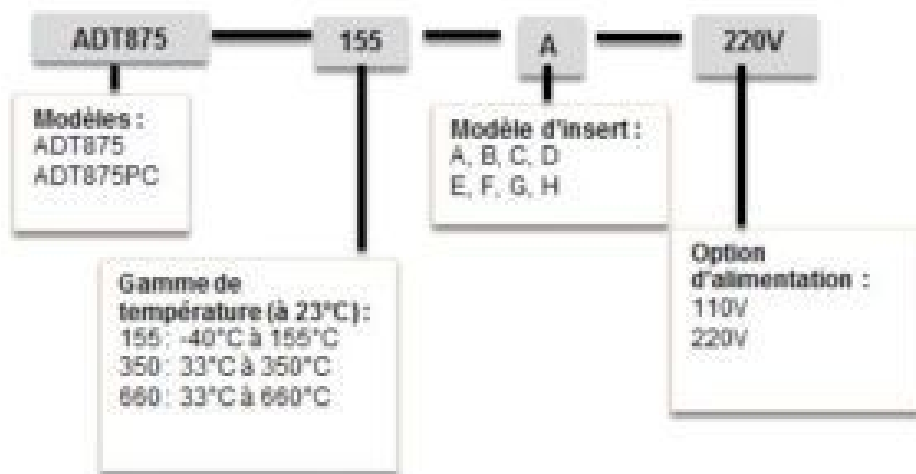 ADT875
155
A
220V
Modèles :
ADT875
ADT875PC
Modèle d'insert :
A, B, C, D
E, F, G, H
Gamme de
température (à 23°C) :
155 : -40°C à 155°C
350 : 33°C à 350°C
660 : 33°C à 660°C
Option
d'alimentation :
110V
220V